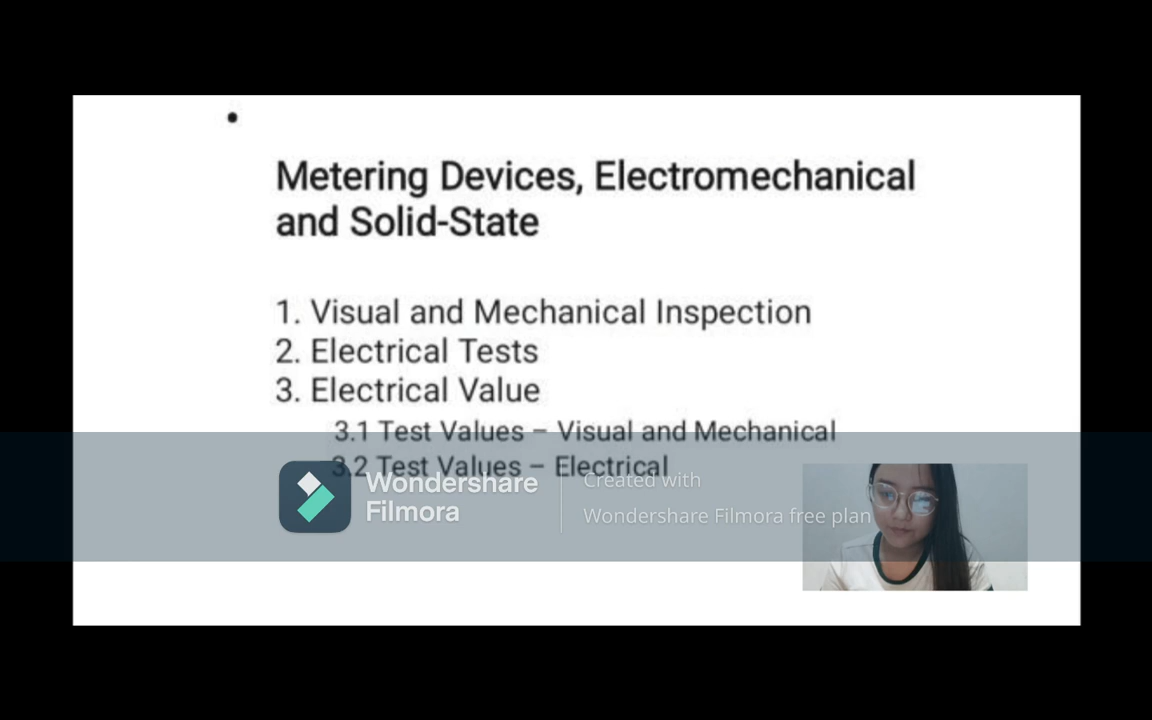 •
Metering Devices, Electromechanical
and Solid-State
1. Visual and Mechanical Inspection
2. Electrical Tests
3. Electrical Value
3.1 Test Values – Visual and Mechanical
3.2 Test Values – Electrical
Wondershare
Filmora
Created with
Wondershare Filmora free plan